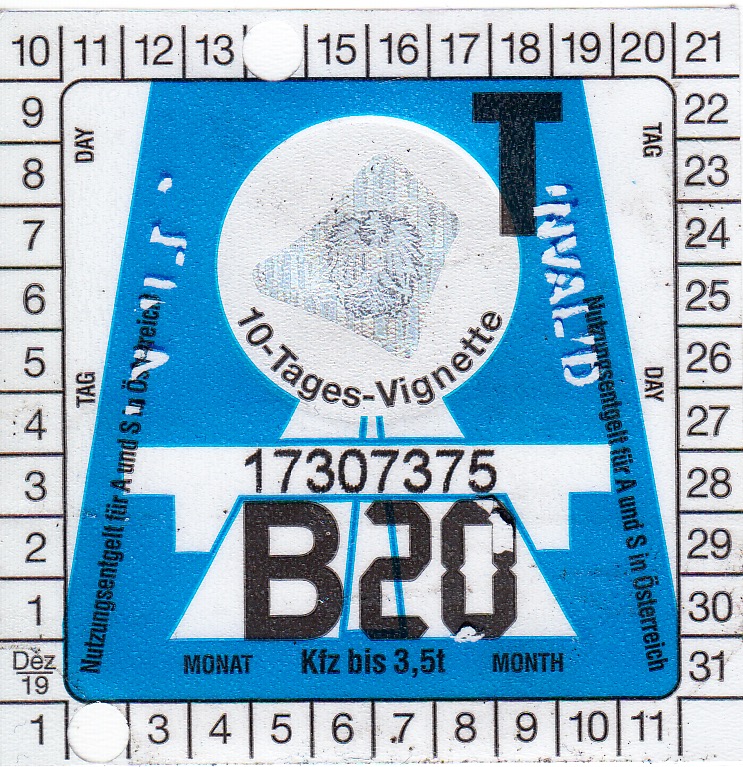 10 11 12 13 15 16 17 18 19 20 21
9 22
8 23
7 24
6 25
5 26
4 27
3 28
2 29
1 30
Dez 19 31
1 3 4 5 6 7 8 9 10 11
DAY
TAG
T
TAG
DAY
10-Tages-Vignette
17307375
B20
MONAT Kfz bis 3,5t MONTH
Nutzungsentgelt für A und S in Österreich
Nutzungsentgelt für A und S in Österreich